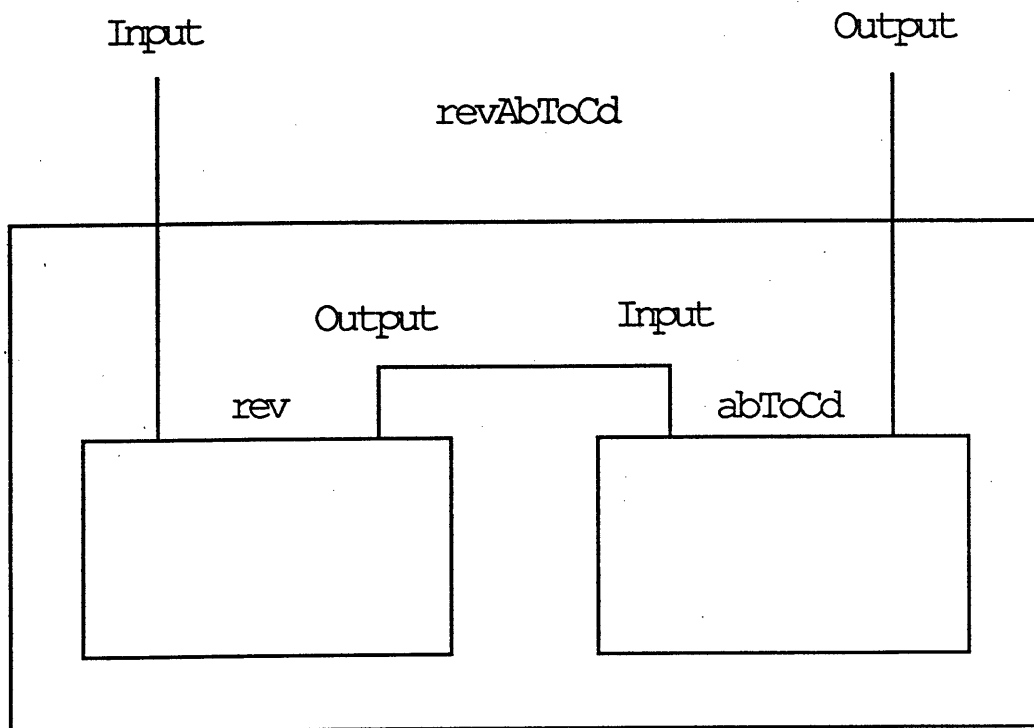 Input
Output
revAbToCd
Output
Input
rev
abToCd